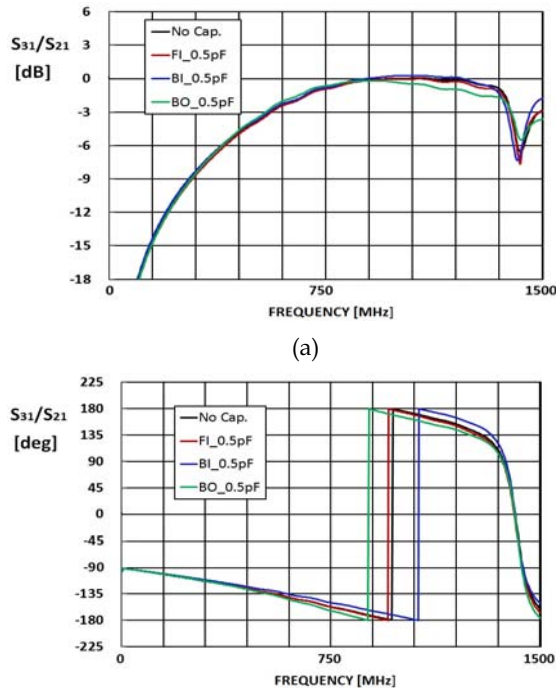 S31/S21
[dB]
6
3
0
-3
-6
-9
-12
-15
-18
No Cap.
FI_0.5pF
BI_0.5pF
BO_0.5pF
0
750
1500
FREQUENCY [MHz]
(a)
S31/S21
[deg]
225
180
135
90
45
0
-45
-90
-135
-180
-225
No Cap.
FI_0.5pF
BI_0.5pF
BO_0.5pF
0
750
1500
FREQUENCY [MHz]